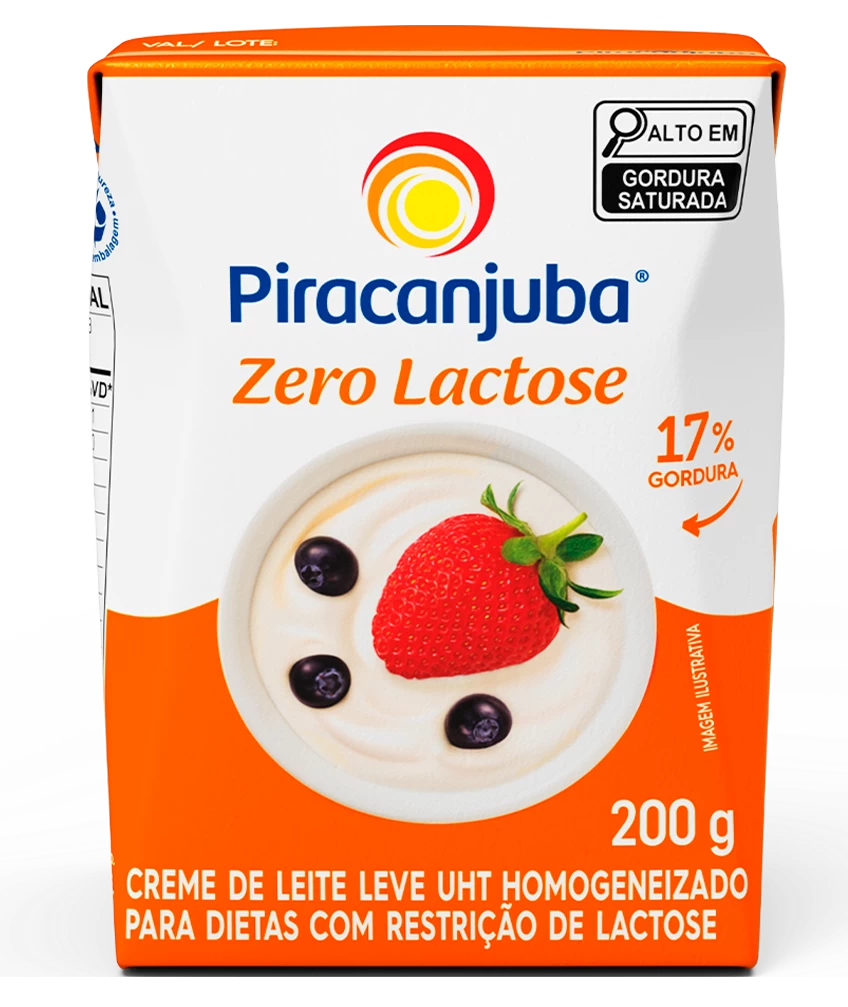 VAL/ LOTE:
ALTO EM
GORDURA
SATURADA
Piracanjuba®
Zero Lactose
17%
GORDURA
IMAGEM ILUSTRATIVA
200 g
CREME DE LEITE LEVE UHT HOMOGENEIZADO
PARA DIETAS COM RESTRIÇÃO DE LACTOSE